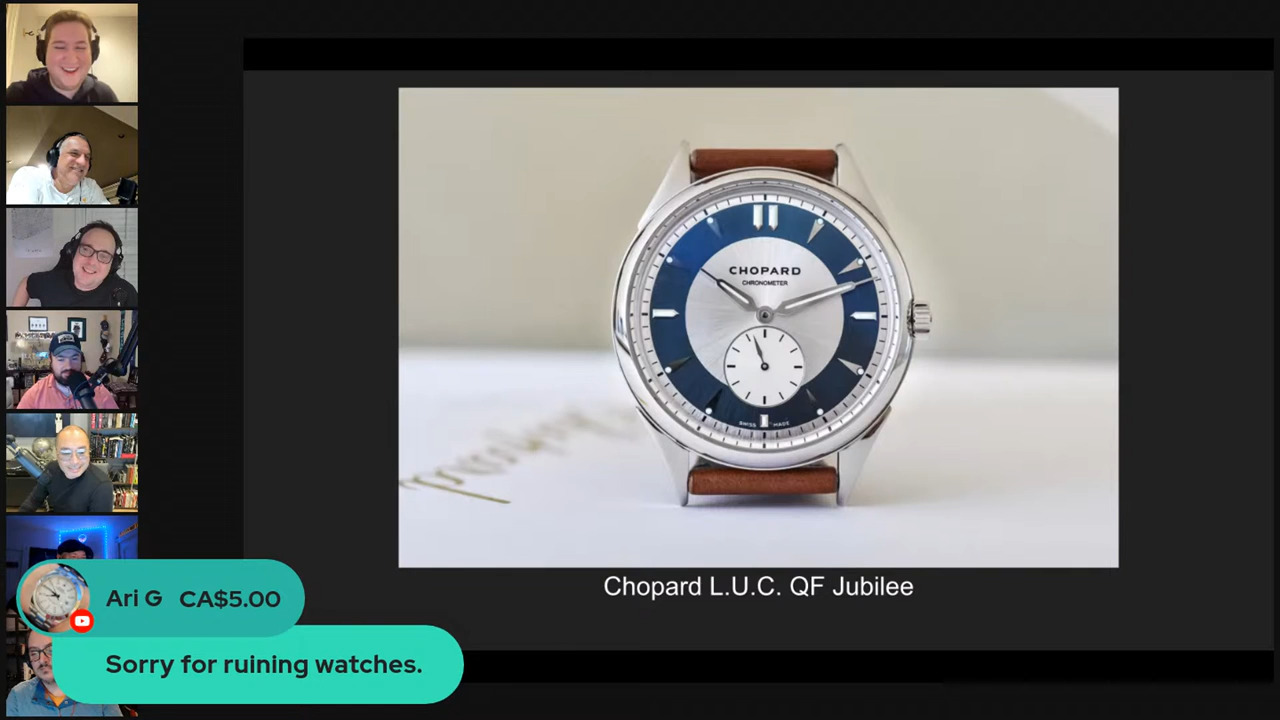 CHOPARD
CHRONOMETER
SWISS MADE
Chopard L.U.C. QF Jubilee
Ari G CA$5.00
Sorry for ruining watches.